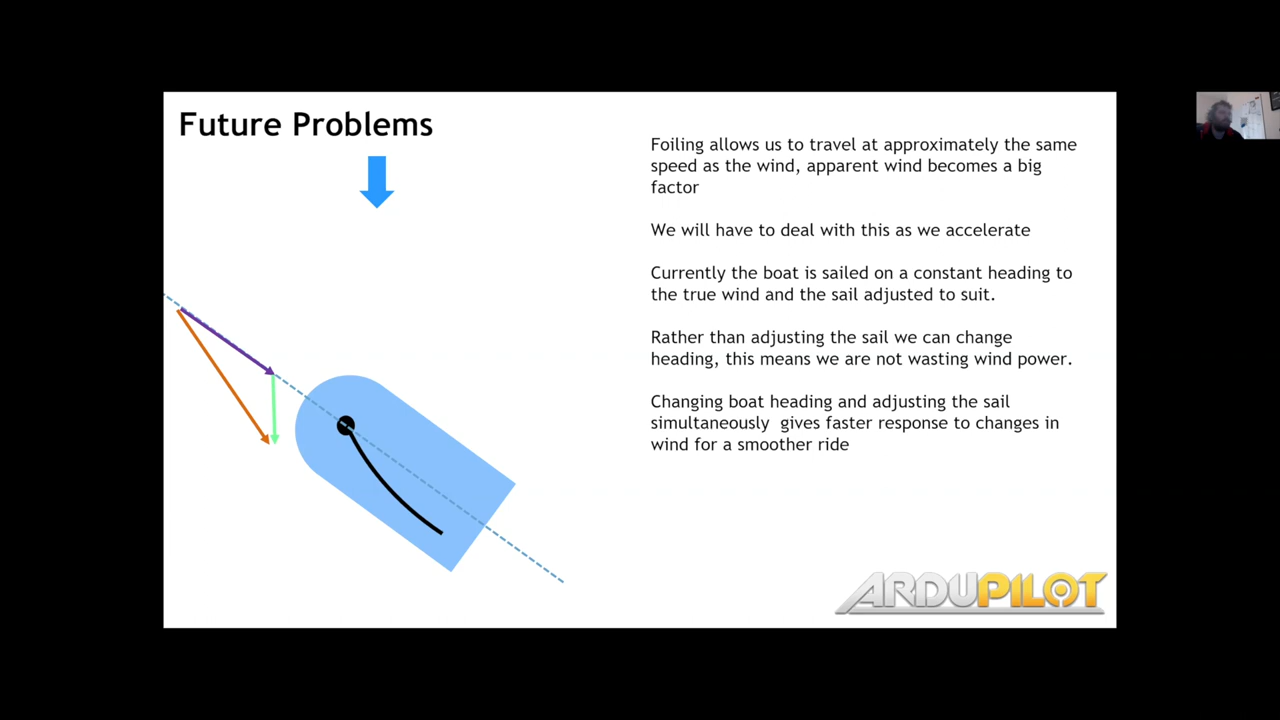 Future Problems
Foiling allows us to travel at approximately the same
speed as the wind, apparent wind becomes a big
factor
We will have to deal with this as we accelerate
Currently the boat is sailed on a constant heading to
the true wind and the sail adjusted to suit.
Rather than adjusting the sail we can change
heading, this means we are not wasting wind power.
Changing boat heading and adjusting the sail
simultaneously  gives faster response to changes in
wind for a smoother ride
ARDUPILOT